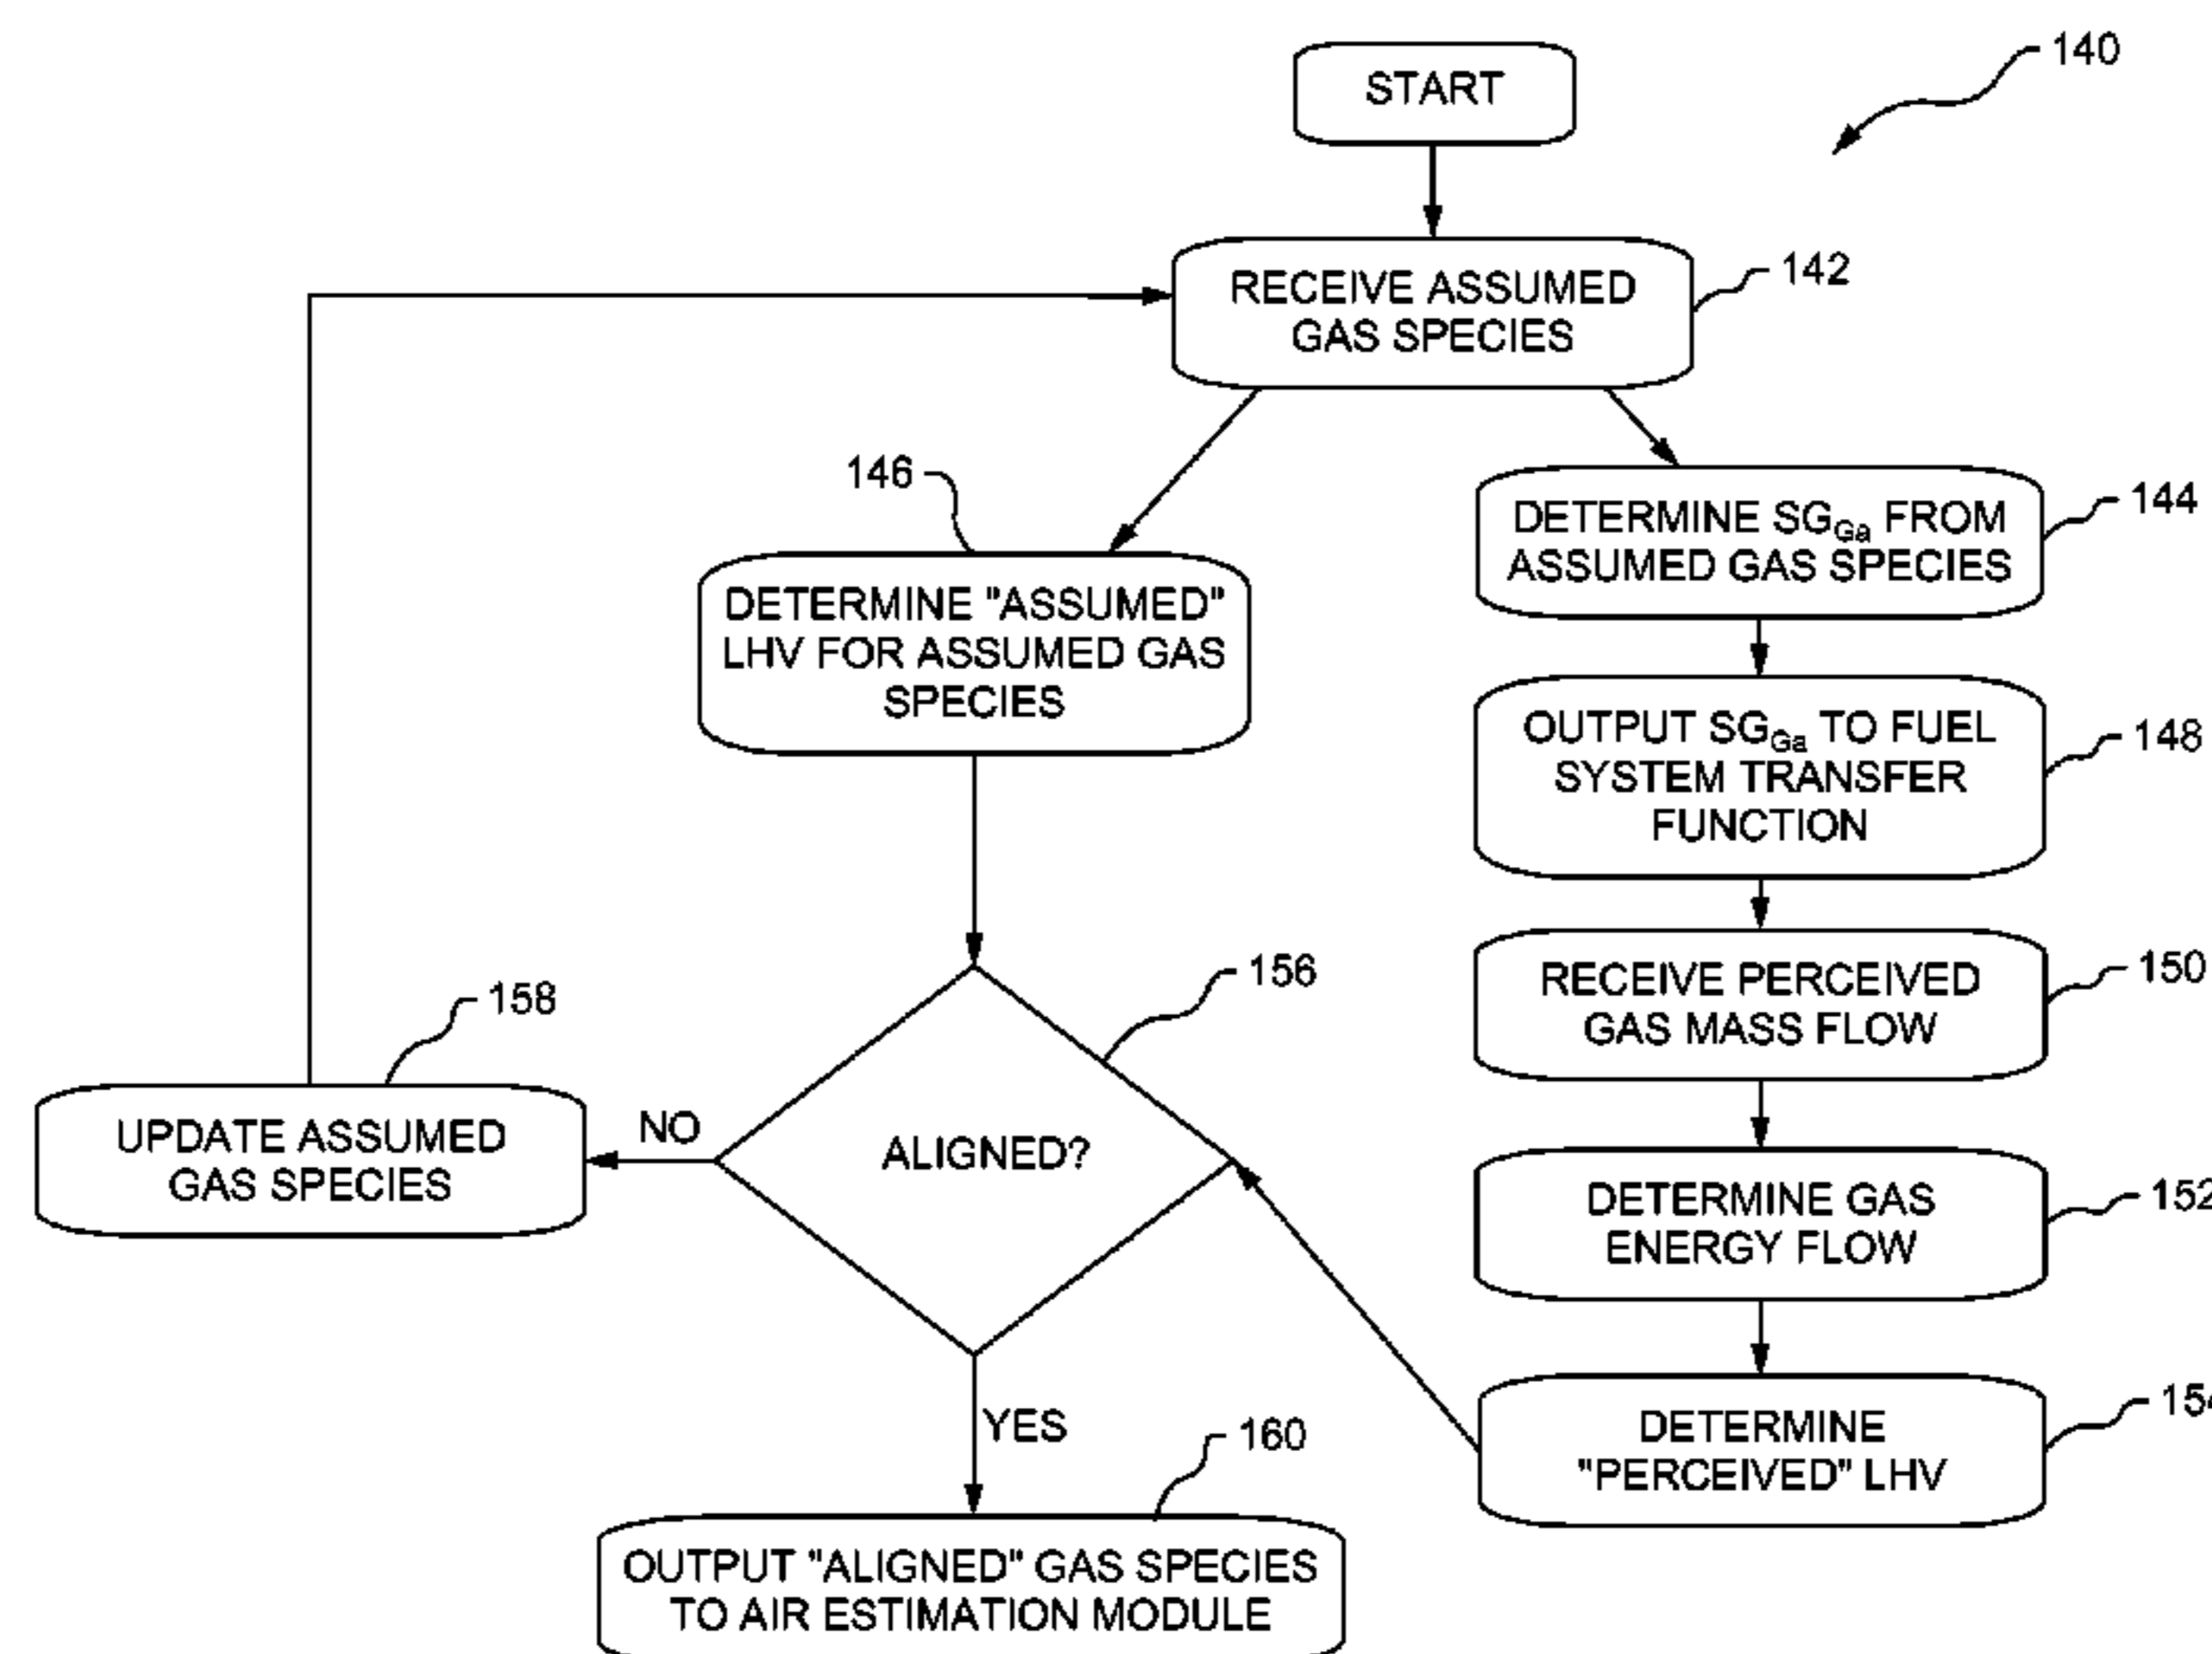 START
140
RECEIVE ASSUMED
GAS SPECIES
142
146
DETERMINE "ASSUMED"
LHV FOR ASSUMED GAS
SPECIES
DETERMINE SGGa FROM
ASSUMED GAS SPECIES
144
OUTPUT SGGa TO FUEL
SYSTEM TRANSFER
FUNCTION
148
RECEIVE PERCEIVED
GAS MASS FLOW
150
DETERMINE GAS
ENERGY FLOW
152
DETERMINE
"PERCEIVED" LHV
154
156
ALIGNED?
NO
158
UPDATE ASSUMED
GAS SPECIES
YES
160
OUTPUT "ALIGNED" GAS SPECIES
TO AIR ESTIMATION MODULE